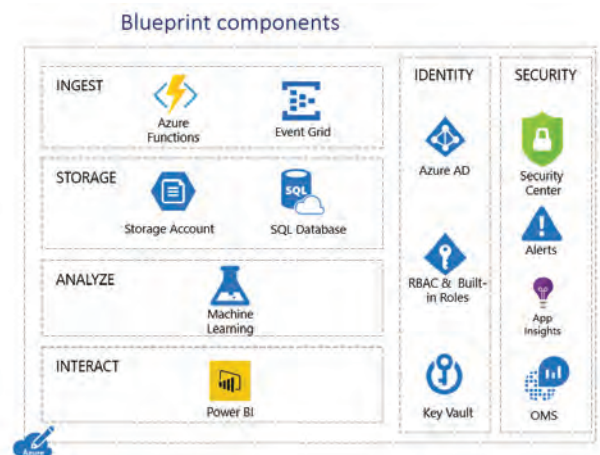 Blueprint components
INGEST
Azure
Functions
Event Grid
STORAGE
SQL
Storage Account
SQL Database
ANALYZE
Machine
Learning
INTERACT
Power BI
IDENTITY
Azure AD
RBAC & Built-
in Roles
Key Vault
SECURITY
Security
Center
Alerts
App
Insights
OMS
Azure